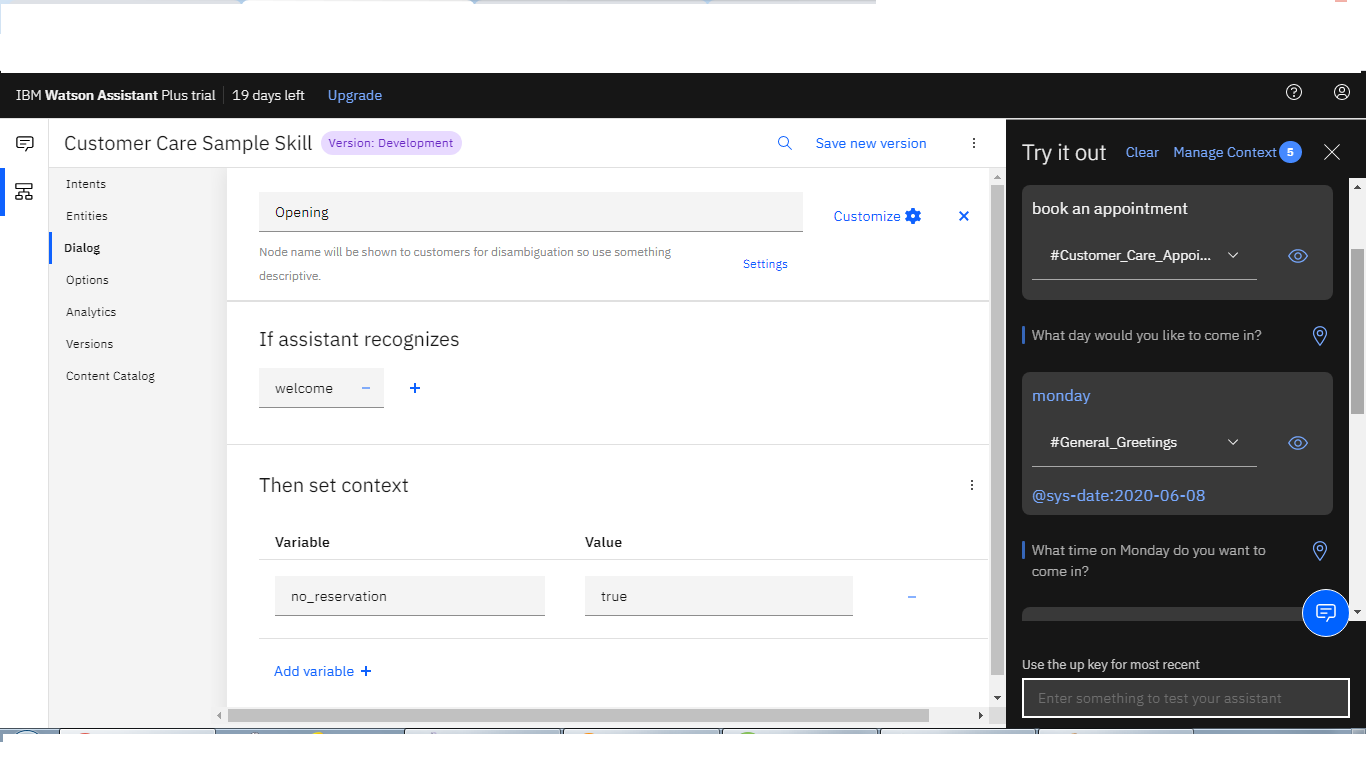 IBM Watson Assistant Plus trial 19 days left Upgrade
Customer Care Sample Skill Version: Development Save new version
Intents
Entities
Dialog
Options
Analytics
Versions
Content Catalog
Opening
Customize
Node name will be shown to customers for disambiguation so use something
descriptive.
Settings
If assistant recognizes
welcome
Then set context
Variable Value
no_reservation true
Add variable +
Try it out Clear Manage Context 5
book an appointment
#Customer_Care_Appoi...
What day would you like to come in?
monday
#General_Greetings
@sys-date:2020-06-08
What time on Monday do you want to
come in?
Use the up key for most recent
Enter something to test your assistant